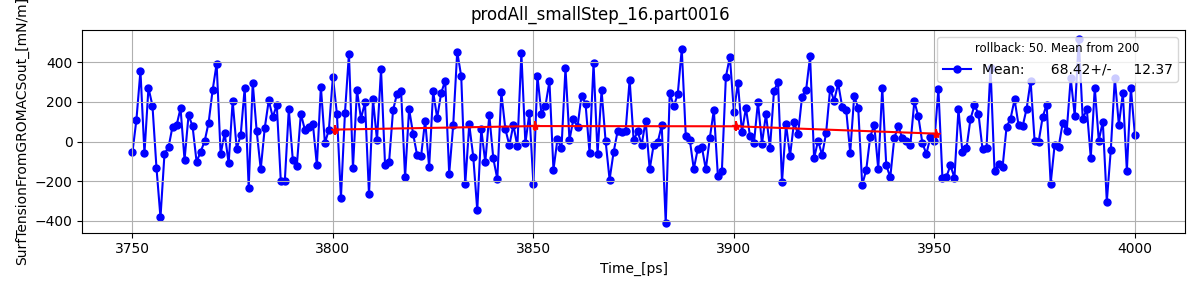 prodAll_smallStep_16.part0016
SurfTensionFromGROMACSout_[mN/m]
400
200
0
−200
−400
rollback: 50. Mean from 200
Mean: 68.42+/- 12.37
3750 3800 3850 3900 3950 4000
Time_[ps]